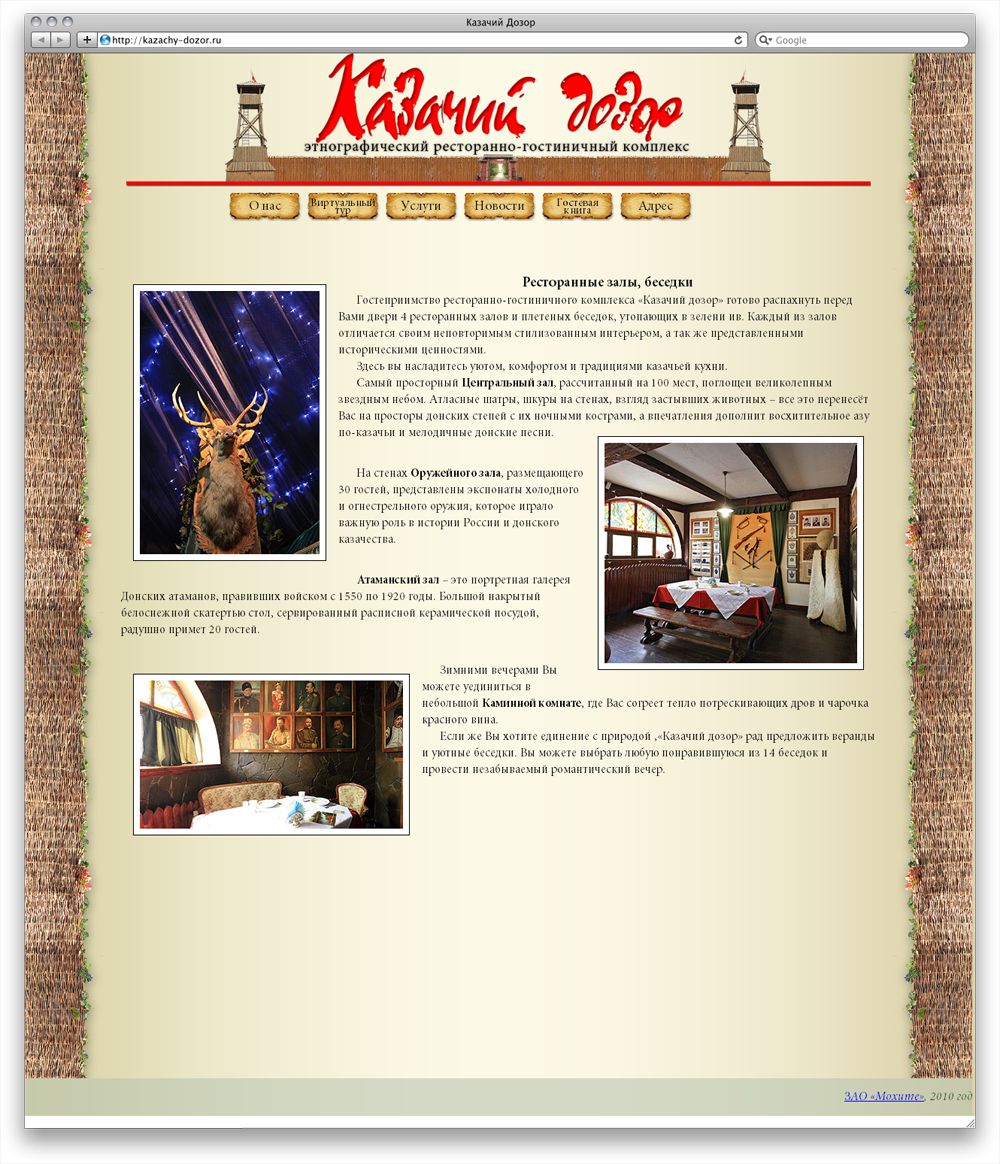 Казачий Дозор
http://kazachy-dozor.ru
Google
Казачий дозор
этнографический ресторанно-гостиничный комплекс
О нас
Виртуальный
тур
Услуги
Новости
Гостевая
книга
Адрес
Ресторанные залы, беседки
Гостеприимство ресторанно-гостиничного комплекса «Казачий дозор» готово распахнуть перед
Вами двери 4 ресторанных залов и плетеных беседок, утопающих в зелени ив. Каждый из залов
отличается своим неповторимым стилизованным интерьером, а так же представленными
историческими ценностями.
Здесь вы насладитесь уютом, комфортом и традициями казачьей кухни.
Самый просторный Центральный зал, рассчитанный на 100 мест, поглощен великолепным
звездным небом. Атласные шатры, шкуры на стенах, взгляд застывших животных – все это перенесёт
Вас на просторы донских степей с их ночными кострами, а впечатления дополнит восхитительное азу
по-казачьи и мелодичные донские песни.
На стенах Оружейного зала, размещающего
30 гостей, представлены экспонаты холодного
и огнестрельного оружия, которое играло
важную роль в истории России и донского
казачества.
Атаманский зал – это портретная галерея
Донских атаманов, правивших войском с 1550 по 1920 годы. Большой накрытый
белоснежной скатертью стол, сервированный расписной керамической посудой,
радушно примет 20 гостей.
Зимними вечерами Вы
можете уединиться в
небольшой Каминной комнате, где Вас согреет тепло потрескивающих дров и чарочка
красного вина.
Если же Вы хотите единение с природой ,«Казачий дозор» рад предложить веранды
и уютные беседки. Вы можете выбрать любую понравившуюся из 14 беседок и
провести незабываемый романтический вечер.
ЗАО «Мохите», 2010 год